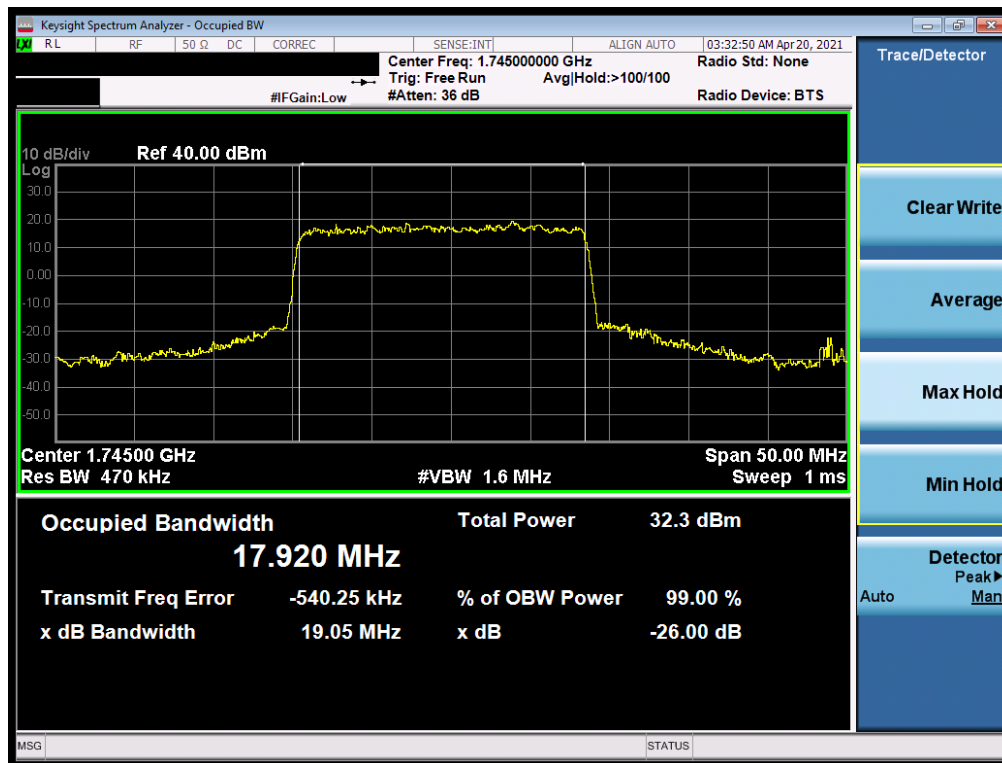 Keysight Spectrum Analyzer - Occupied BW
LXI RL RF 50 Ω DC CORREC SENSE:INT ALIGN AUTO 03:32:50 AM Apr 20, 2021
Center Freq: 1.745000000 GHz Radio Std: None
Trig: Free Run Avg|Hold:>100/100
#IFGain:Low #Atten: 36 dB Radio Device: BTS
10 dB/div Ref 40.00 dBm
Log
30.0
20.0
10.0
0.00
-10.0
-20.0
-30.0
-40.0
-50.0
Center 1.74500 GHz Span 50.00 MHz
Res BW 470 kHz #VBW 1.6 MHz Sweep 1 ms
Occupied Bandwidth Total Power 32.3 dBm
17.920 MHz
Transmit Freq Error -540.25 kHz % of OBW Power 99.00 %
x dB Bandwidth 19.05 MHz x dB -26.00 dB
MSG STATUS
Trace/Detector
Clear Write
Average
Max Hold
Min Hold
Detector
Peak▶
Auto Man